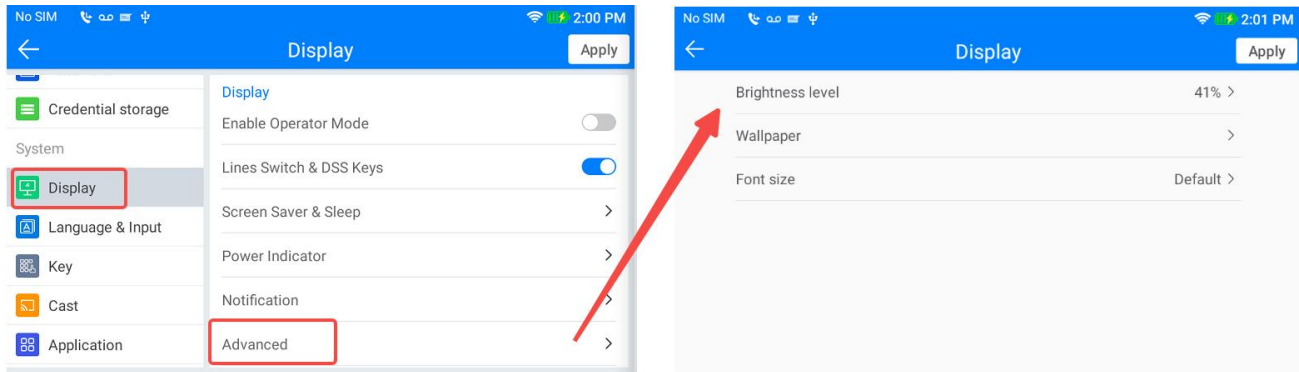 No SIM 2:00 PM
Display Apply
Credential storage
System
Display
Language & Input
Key
Cast
Application
Display
Enable Operator Mode
Lines Switch & DSS Keys
Screen Saver & Sleep
Power Indicator
Notification
Advanced
No SIM 2:01 PM
Display Apply
Brightness level 41%
Wallpaper
Font size Default